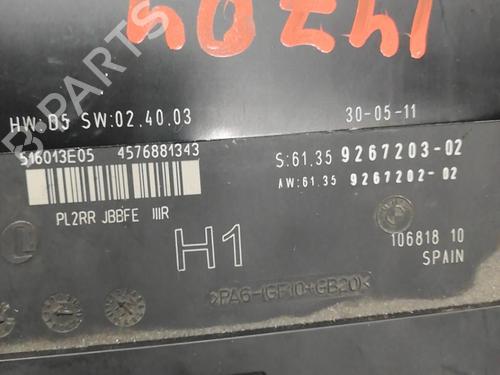 HW:05 SW:02.40.03
30-05-11
516013E05 4576881343
S:61.35 9267203-02
AW:61.35 9267202-02
PL2RR JBBFE IIIR
H1
106818 10
SPAIN
>PA6-(GF10+GB20)<
B-PARTS